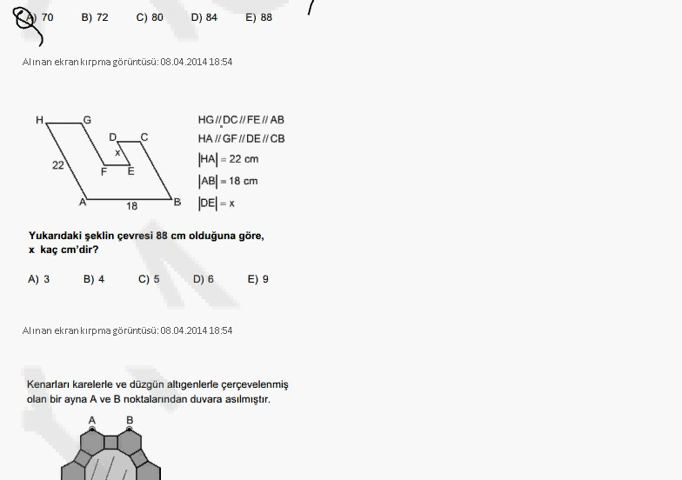 A) 70 B) 72 C) 80 D) 84 E) 88
Alınan ekran kırpma görüntüsü: 08.04.2014 18:54
H G
D C
x
22
F E
A B
18
HG//DC//FE//AB
HA//GF//DE//CB
|HA| = 22 cm
|AB| = 18 cm
|DE| = x
Yukarıdaki şeklin çevresi 88 cm olduğuna göre,
x kaç cm'dir?
A) 3 B) 4 C) 5 D) 6 E) 9
Alınan ekran kırpma görüntüsü: 08.04.2014 18:54
Kenarları karelerle ve düzgün altıgenlerle çerçevelenmiş
olan bir ayna A ve B noktalarından duvara asılmıştır.
A B